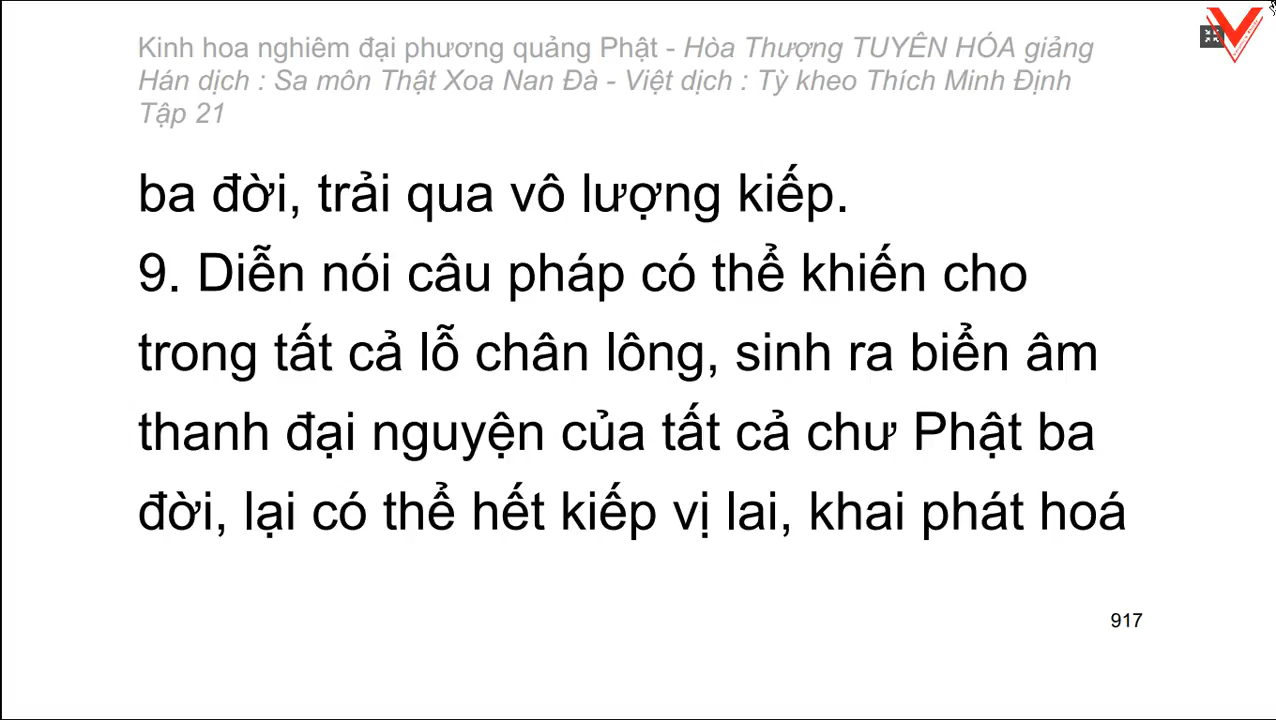 Kinh hoa nghiêm đại phương quảng Phật - Hòa Thượng TUYÊN HÓA giảng
Hán dịch : Sa môn Thật Xoa Nan Đà - Việt dịch : Tỳ kheo Thích Minh Định
Tập 21
ba đời, trải qua vô lượng kiếp.
9. Diễn nói câu pháp có thể khiến cho
trong tất cả lỗ chân lông, sinh ra biển âm
thanh đại nguyện của tất cả chư Phật ba
đời, lại có thể hết kiếp vị lai, khai phát hoá
917